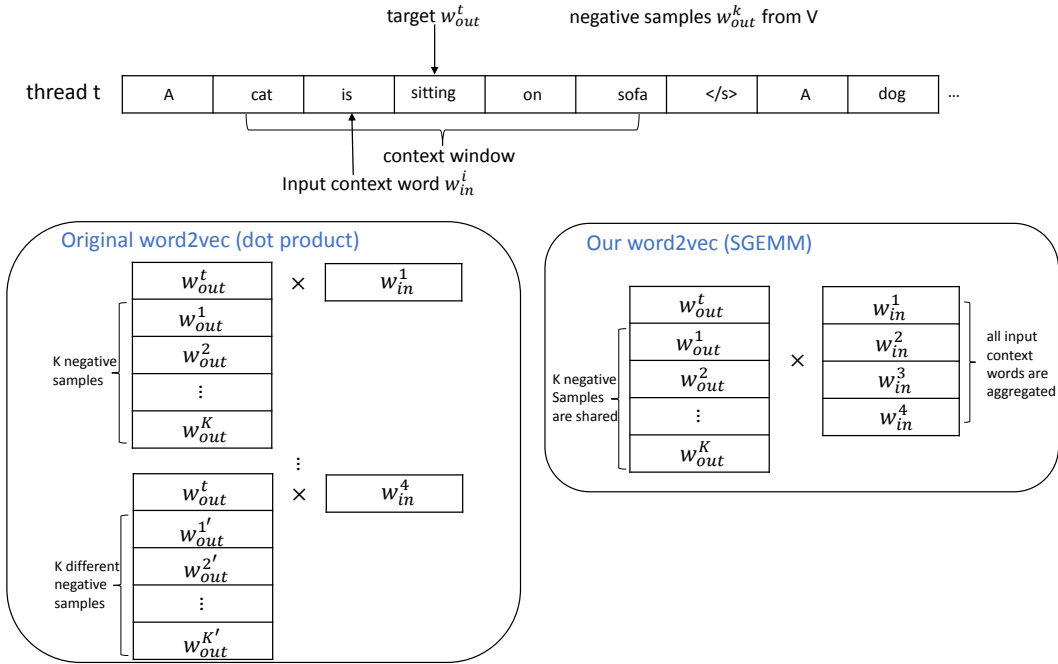 target w_{out}^{t} negative samples w_{out}^{k} from V
thread t A cat is sitting on sofa </s> A dog ...
context window
Input context word w_{in}^{i}
Original word2vec (dot product)
w_{out}^{t} × w_{in}^{1}
w_{out}^{1}
w_{out}^{2}
⋮
w_{out}^{K}
K negative
samples
⋮
w_{out}^{t} × w_{in}^{4}
w_{out}^{1'}
w_{out}^{2'}
⋮
w_{out}^{K'}
K different
negative
samples
Our word2vec (SGEMM)
w_{out}^{t}
w_{out}^{1}
w_{out}^{2}
⋮
w_{out}^{K}
K negative
Samples
are shared
×
w_{in}^{1}
w_{in}^{2}
w_{in}^{3}
w_{in}^{4}
all input
context
words are
aggregated